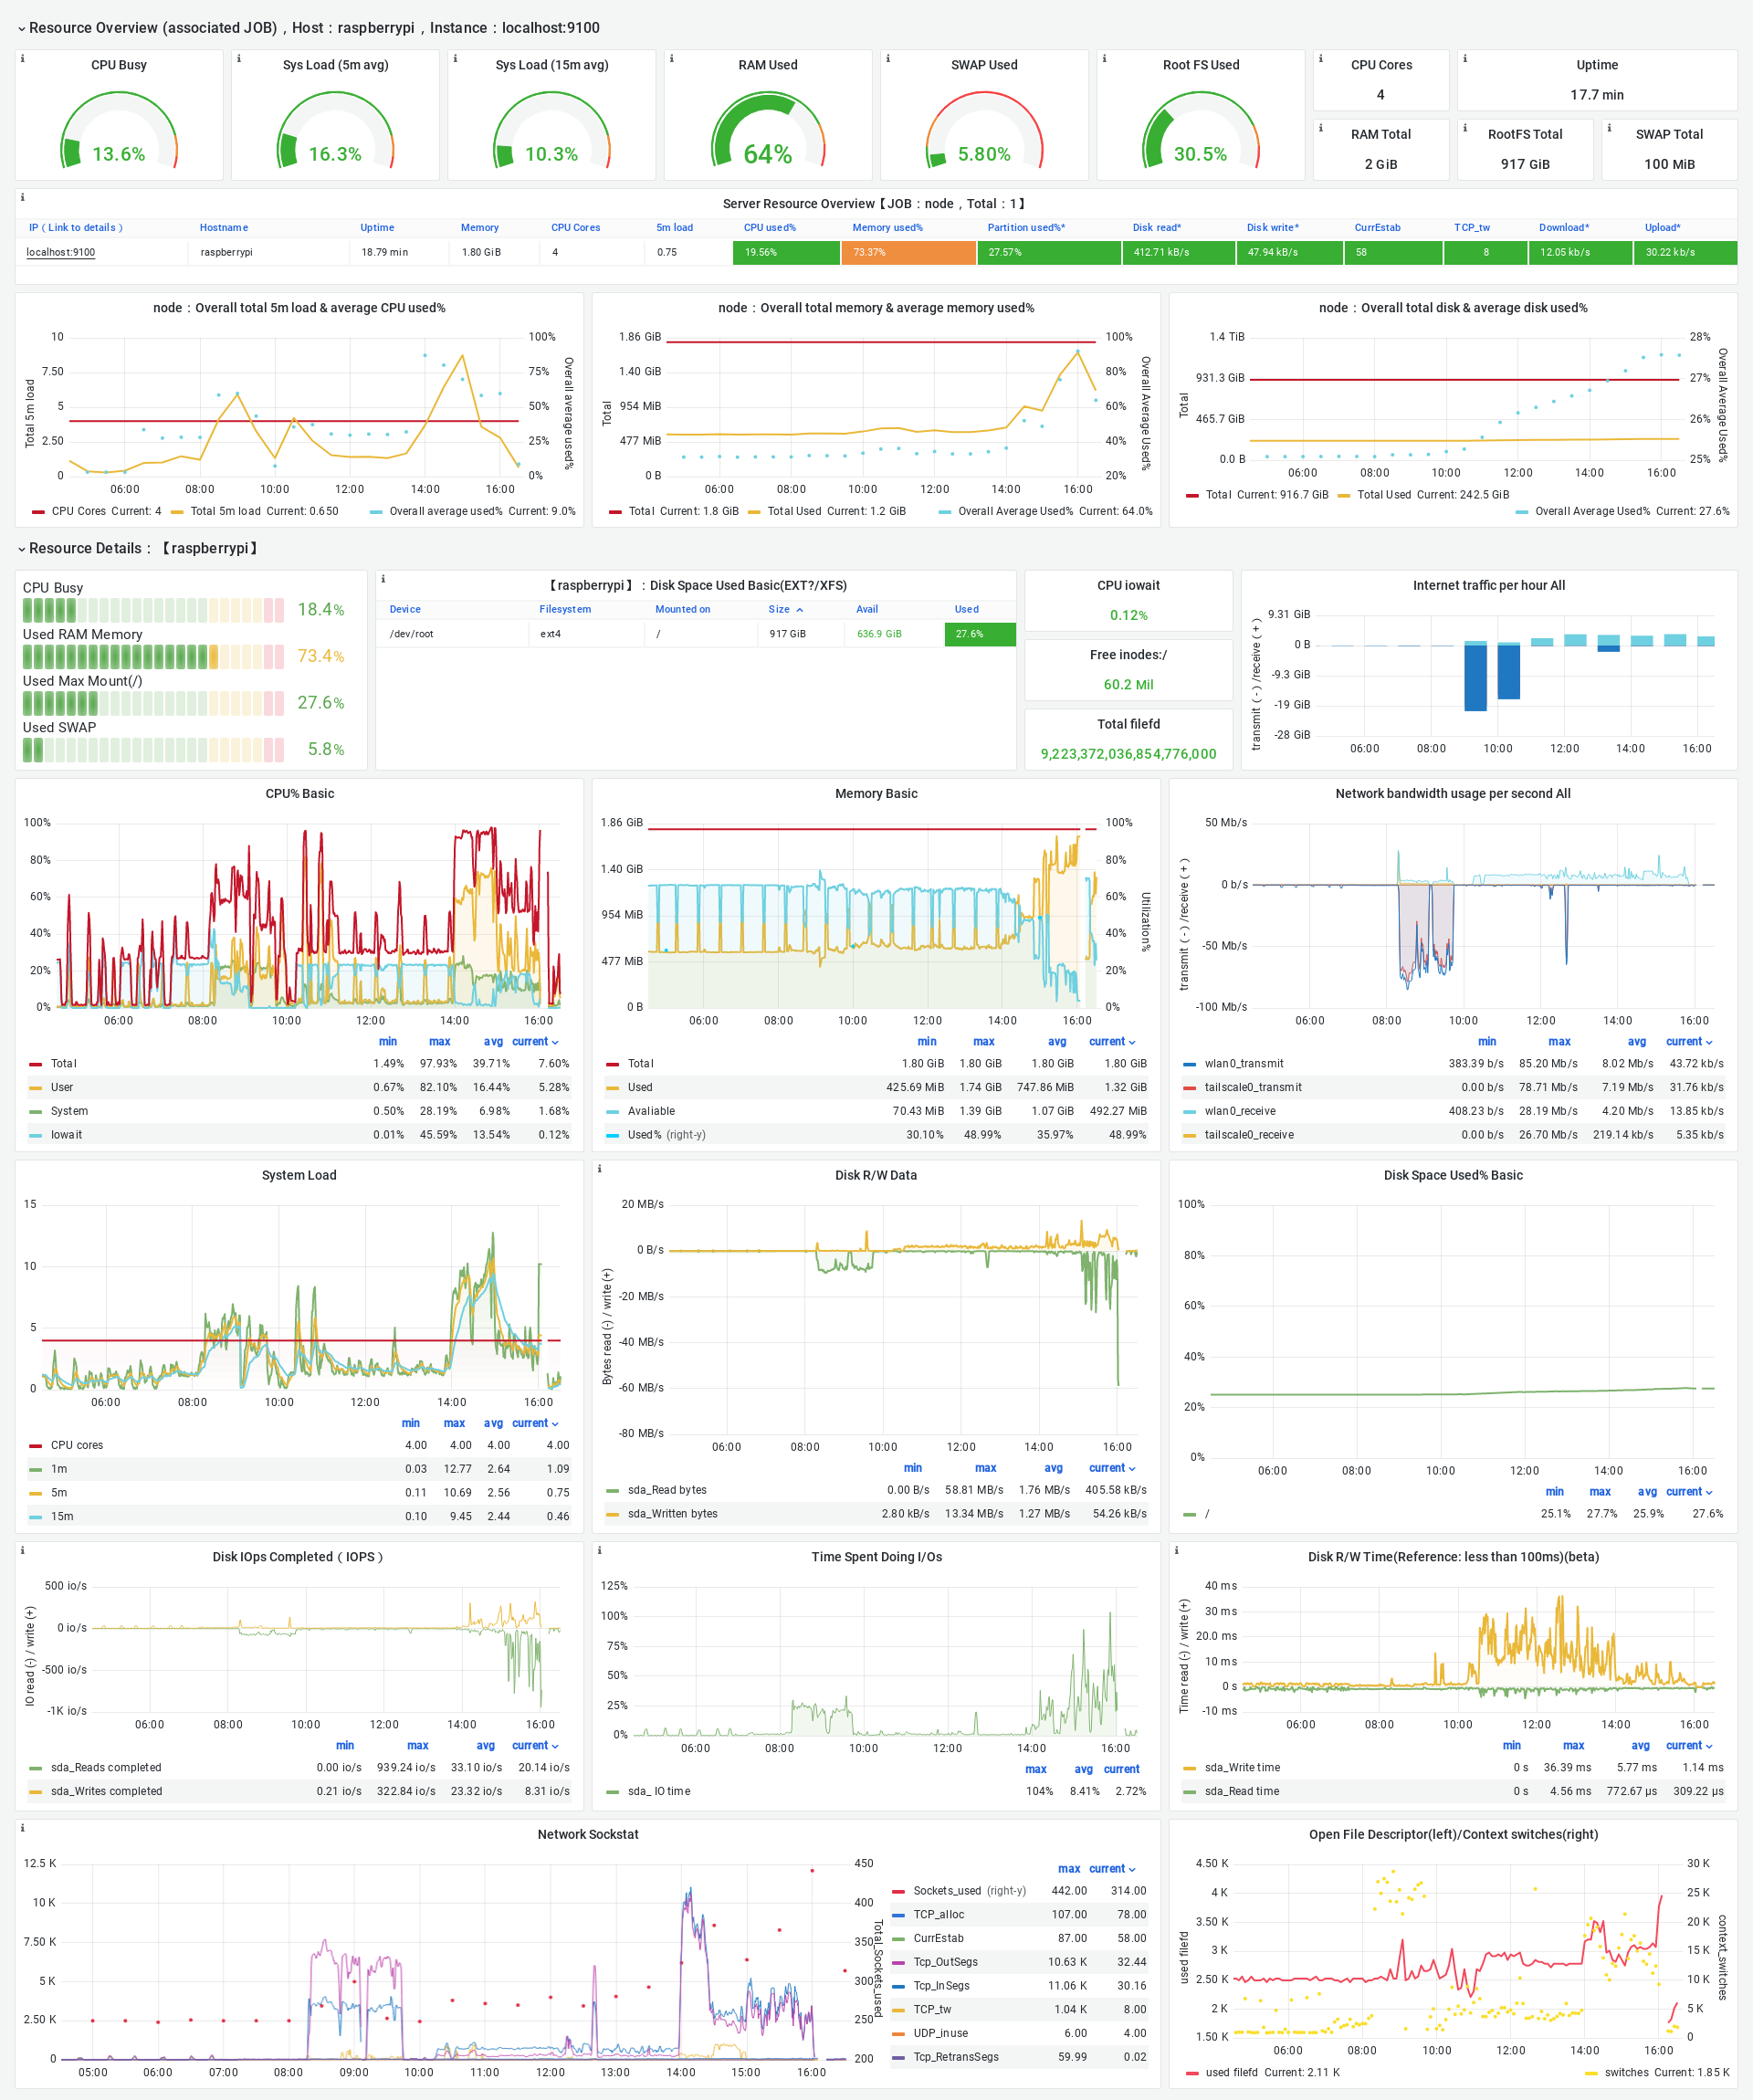 Resource Overview (associated JOB)，Host：raspberrypi，Instance：localhost:9100
CPU Busy
13.6%
Sys Load (5m avg)
16.3%
Sys Load (15m avg)
10.3%
RAM Used
64%
SWAP Used
5.80%
Root FS Used
30.5%
CPU Cores
4
Uptime
17.7 min
RAM Total
2 GiB
RootFS Total
917 GiB
SWAP Total
100 MiB
Server Resource Overview【JOB：node，Total：1】
IP（Link to details） Hostname Uptime Memory CPU Cores 5m load CPU used% Memory used% Partition used%* Disk read* Disk write* CurrEstab TCP_tw Download* Upload*
localhost:9100 raspberrypi 18.79 min 1.80 GiB 4 0.75 19.56% 73.37% 27.57% 412.71 kB/s 47.94 kB/s 58 8 12.05 kb/s 30.22 kb/s
node：Overall total 5m load & average CPU used%
Total 5m load
10
7.50
5
2.50
0
100%
75%
50%
25%
0%
Overall average used%
06:00 08:00 10:00 12:00 14:00 16:00
CPU Cores Current: 4 Total 5m load Current: 0.650 Overall average used% Current: 9.0%
node：Overall total memory & average memory used%
Total
1.86 GiB
1.40 GiB
954 MiB
477 MiB
0 B
100%
80%
60%
40%
20%
Overall Average Used%
06:00 08:00 10:00 12:00 14:00 16:00
Total Current: 1.8 GiB Total Used Current: 1.2 GiB Overall Average Used% Current: 64.0%
node：Overall total disk & average disk used%
Total
1.4 TiB
931.3 GiB
465.7 GiB
0.0 B
28%
27%
26%
25%
Overall Average Used%
06:00 08:00 10:00 12:00 14:00 16:00
Total Current: 916.7 GiB Total Used Current: 242.5 GiB
Overall Average Used% Current: 27.6%
Resource Details：【raspberrypi】
CPU Busy
18.4%
Used RAM Memory
73.4%
Used Max Mount(/)
27.6%
Used SWAP
5.8%
【raspberrypi】：Disk Space Used Basic(EXT?/XFS)
Device Filesystem Mounted on Size Avail Used
/dev/root ext4 / 917 GiB 636.9 GiB 27.6%
CPU iowait
0.12%
Free inodes:/
60.2 Mil
Total filefd
9,223,372,036,854,776,000
Internet traffic per hour All
transmit（-）/receive（+）
9.31 GiB
0 B
-9.3 GiB
-19 GiB
-28 GiB
06:00 08:00 10:00 12:00 14:00 16:00
CPU% Basic
100%
80%
60%
40%
20%
0%
06:00 08:00 10:00 12:00 14:00 16:00
min max avg current
Total 1.49% 97.93% 39.71% 7.60%
User 0.67% 82.10% 16.44% 5.28%
System 0.50% 28.19% 6.98% 1.68%
Iowait 0.01% 45.59% 13.54% 0.12%
Memory Basic
1.86 GiB
1.40 GiB
954 MiB
477 MiB
0 B
100%
80%
60%
40%
20%
0%
Utilization%
06:00 08:00 10:00 12:00 14:00 16:00
min max avg current
Total 1.80 GiB 1.80 GiB 1.80 GiB 1.80 GiB
Used 425.69 MiB 1.74 GiB 747.86 MiB 1.32 GiB
Avaliable 70.43 MiB 1.39 GiB 1.07 GiB 492.27 MiB
Used% (right-y) 30.10% 48.99% 35.97% 48.99%
Network bandwidth usage per second All
transmit（-）/receive（+）
50 Mb/s
0 b/s
-50 Mb/s
-100 Mb/s
06:00 08:00 10:00 12:00 14:00 16:00
min max avg current
wlan0_transmit 383.39 b/s 85.20 Mb/s 8.02 Mb/s 43.72 kb/s
tailscale0_transmit 0.00 b/s 78.71 Mb/s 7.19 Mb/s 31.76 kb/s
wlan0_receive 408.23 b/s 28.19 Mb/s 4.20 Mb/s 13.85 kb/s
tailscale0_receive 0.00 b/s 26.70 Mb/s 219.14 kb/s 5.35 kb/s
System Load
15
10
5
0
06:00 08:00 10:00 12:00 14:00 16:00
min max avg current
CPU cores 4.00 4.00 4.00 4.00
1m 0.03 12.77 2.64 1.09
5m 0.11 10.69 2.56 0.75
15m 0.10 9.45 2.44 0.46
Disk R/W Data
Bytes read (-) / write (+)
20 MB/s
0 B/s
-20 MB/s
-40 MB/s
-60 MB/s
-80 MB/s
06:00 08:00 10:00 12:00 14:00 16:00
min max avg current
sda_Read bytes 0.00 B/s 58.81 MB/s 1.76 MB/s 405.58 kB/s
sda_Written bytes 2.80 kB/s 13.34 MB/s 1.27 MB/s 54.26 kB/s
Disk Space Used% Basic
100%
80%
60%
40%
20%
0%
06:00 08:00 10:00 12:00 14:00 16:00
min max avg current
/ 25.1% 27.7% 25.9% 27.6%
Disk IOps Completed（IOPS）
IO read (-) / write (+)
500 io/s
0 io/s
-500 io/s
-1K io/s
06:00 08:00 10:00 12:00 14:00 16:00
min max avg current
sda_Reads completed 0.00 io/s 939.24 io/s 33.10 io/s 20.14 io/s
sda_Writes completed 0.21 io/s 322.84 io/s 23.32 io/s 8.31 io/s
Time Spent Doing I/Os
125%
100%
75%
50%
25%
0%
06:00 08:00 10:00 12:00 14:00 16:00
max avg current
sda_ IO time 104% 8.41% 2.72%
Disk R/W Time(Reference: less than 100ms)(beta)
Time read (-) / write (+)
40 ms
30 ms
20.0 ms
10 ms
0 s
-10 ms
06:00 08:00 10:00 12:00 14:00 16:00
min max avg current
sda_Write time 0 s 36.39 ms 5.77 ms 1.14 ms
sda_Read time 0 s 4.56 ms 772.67 µs 309.22 µs
Network Sockstat
12.5 K
10 K
7.50 K
5 K
2.50 K
0
450
400
350
300
250
200
Total_Sockets_used
05:00 06:00 07:00 08:00 09:00 10:00 11:00 12:00 13:00 14:00 15:00 16:00
max current
Sockets_used (right-y) 442.00 314.00
TCP_alloc 107.00 78.00
CurrEstab 87.00 58.00
Tcp_OutSegs 10.63 K 32.44
Tcp_InSegs 11.06 K 30.16
TCP_tw 1.04 K 8.00
UDP_inuse 6.00 4.00
Tcp_RetransSegs 59.99 0.02
Open File Descriptor(left)/Context switches(right)
used filefd
4.50 K
4 K
3.50 K
3 K
2.50 K
2 K
1.50 K
30 K
25 K
20 K
15 K
10 K
5 K
0
context_switches
06:00 08:00 10:00 12:00 14:00 16:00
used filefd Current: 2.11 K switches Current: 1.85 K